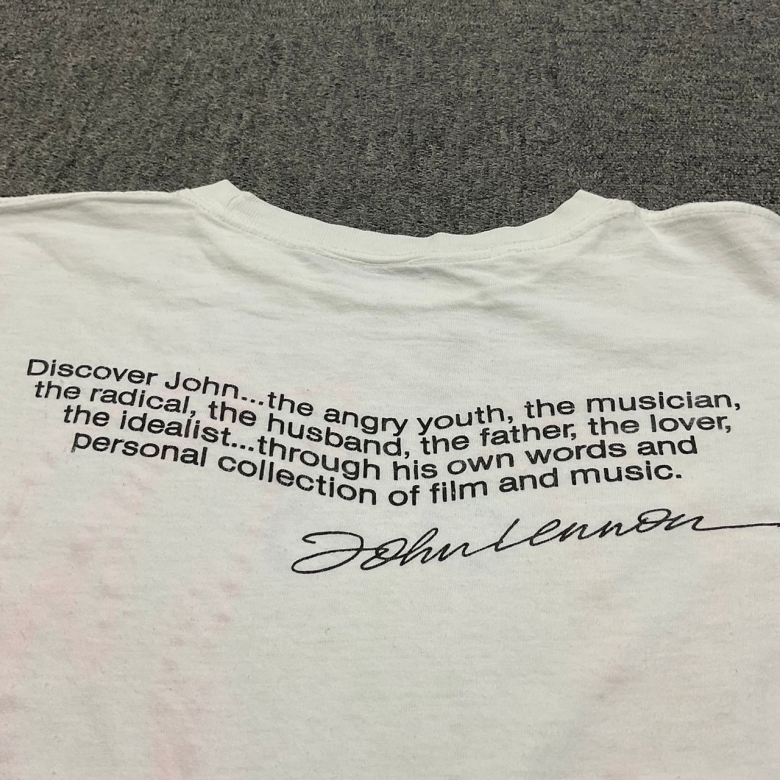 Discover John...the angry youth, the musician,
the radical, the husband, the father, the lover,
the idealist...through his own words and
personal collection of film and music.
John Lennon